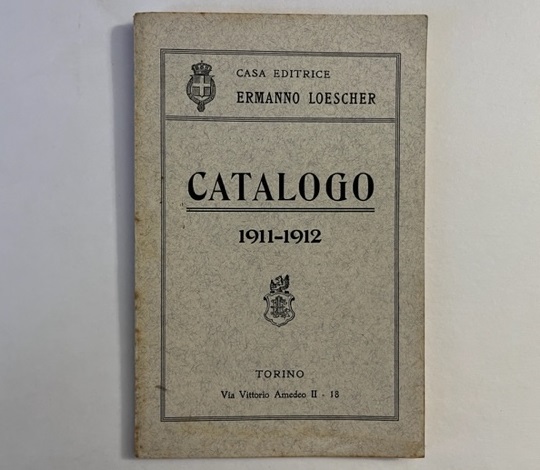 CASA EDITRICE
ERMANNO LOESCHER
CATALOGO
1911-1912
TORINO
Via Vittorio Amedeo II - 18